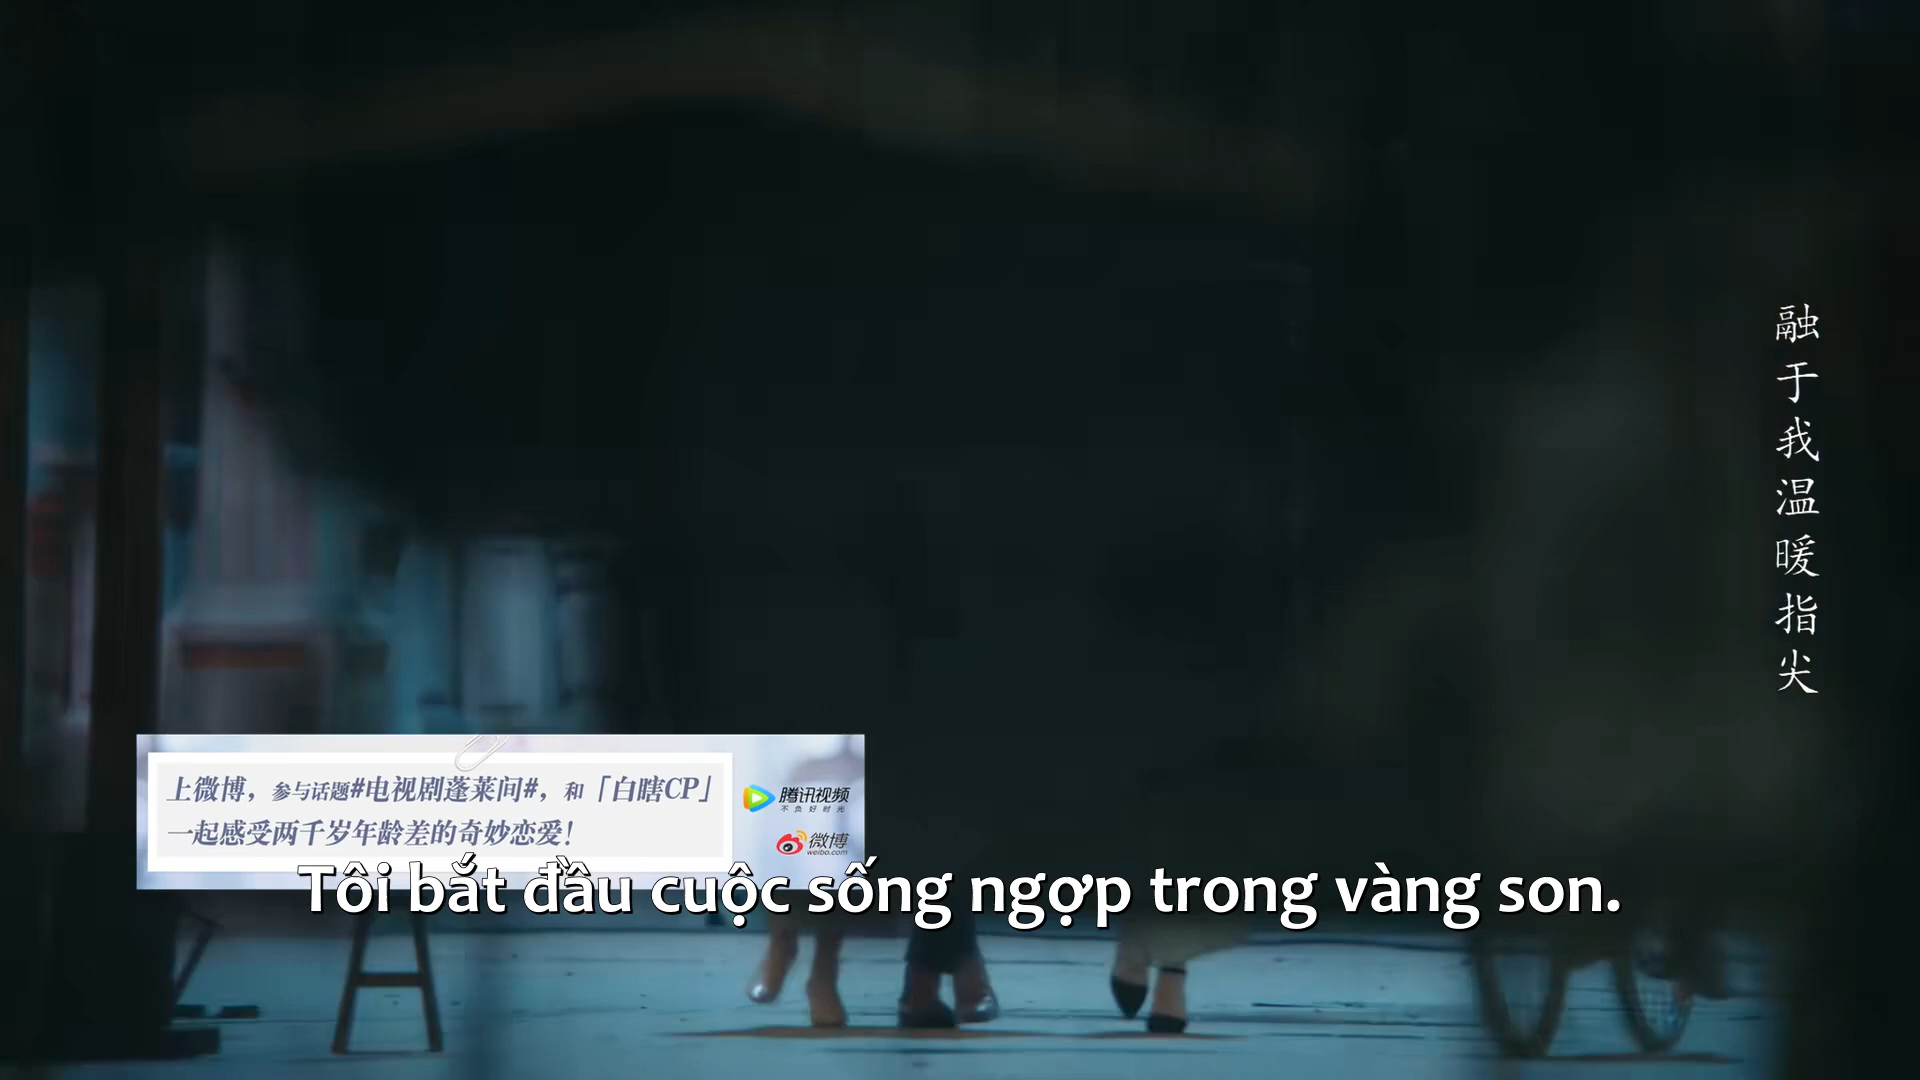 融于我温暖指尖
上微博，参与话题#电视剧蓬莱间#，和「白瞎CP」
一起感受两千岁年龄差的奇妙恋爱！
腾讯视频
不负好时光
微博
weibo.com
Tôi bắt đầu cuộc sống ngợp trong vàng son.